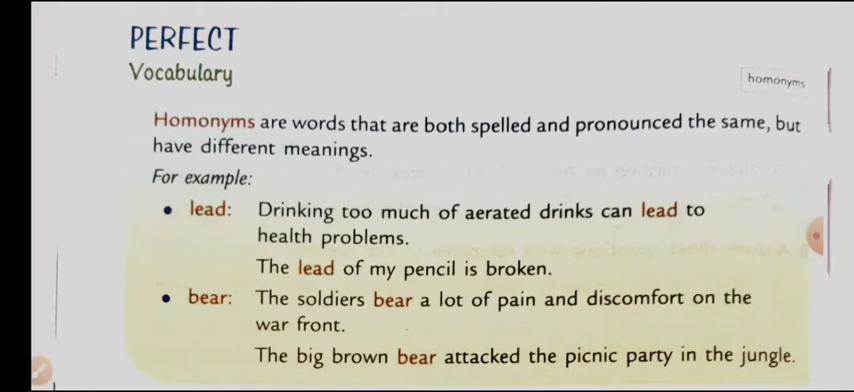 PERFECT
Vocabulary
homonyms
Homonyms are words that are both spelled and pronounced the same, but
have different meanings.
For example:
• lead: Drinking too much of aerated drinks can lead to
health problems.
The lead of my pencil is broken.
• bear: The soldiers bear a lot of pain and discomfort on the
war front.
The big brown bear attacked the picnic party in the jungle.